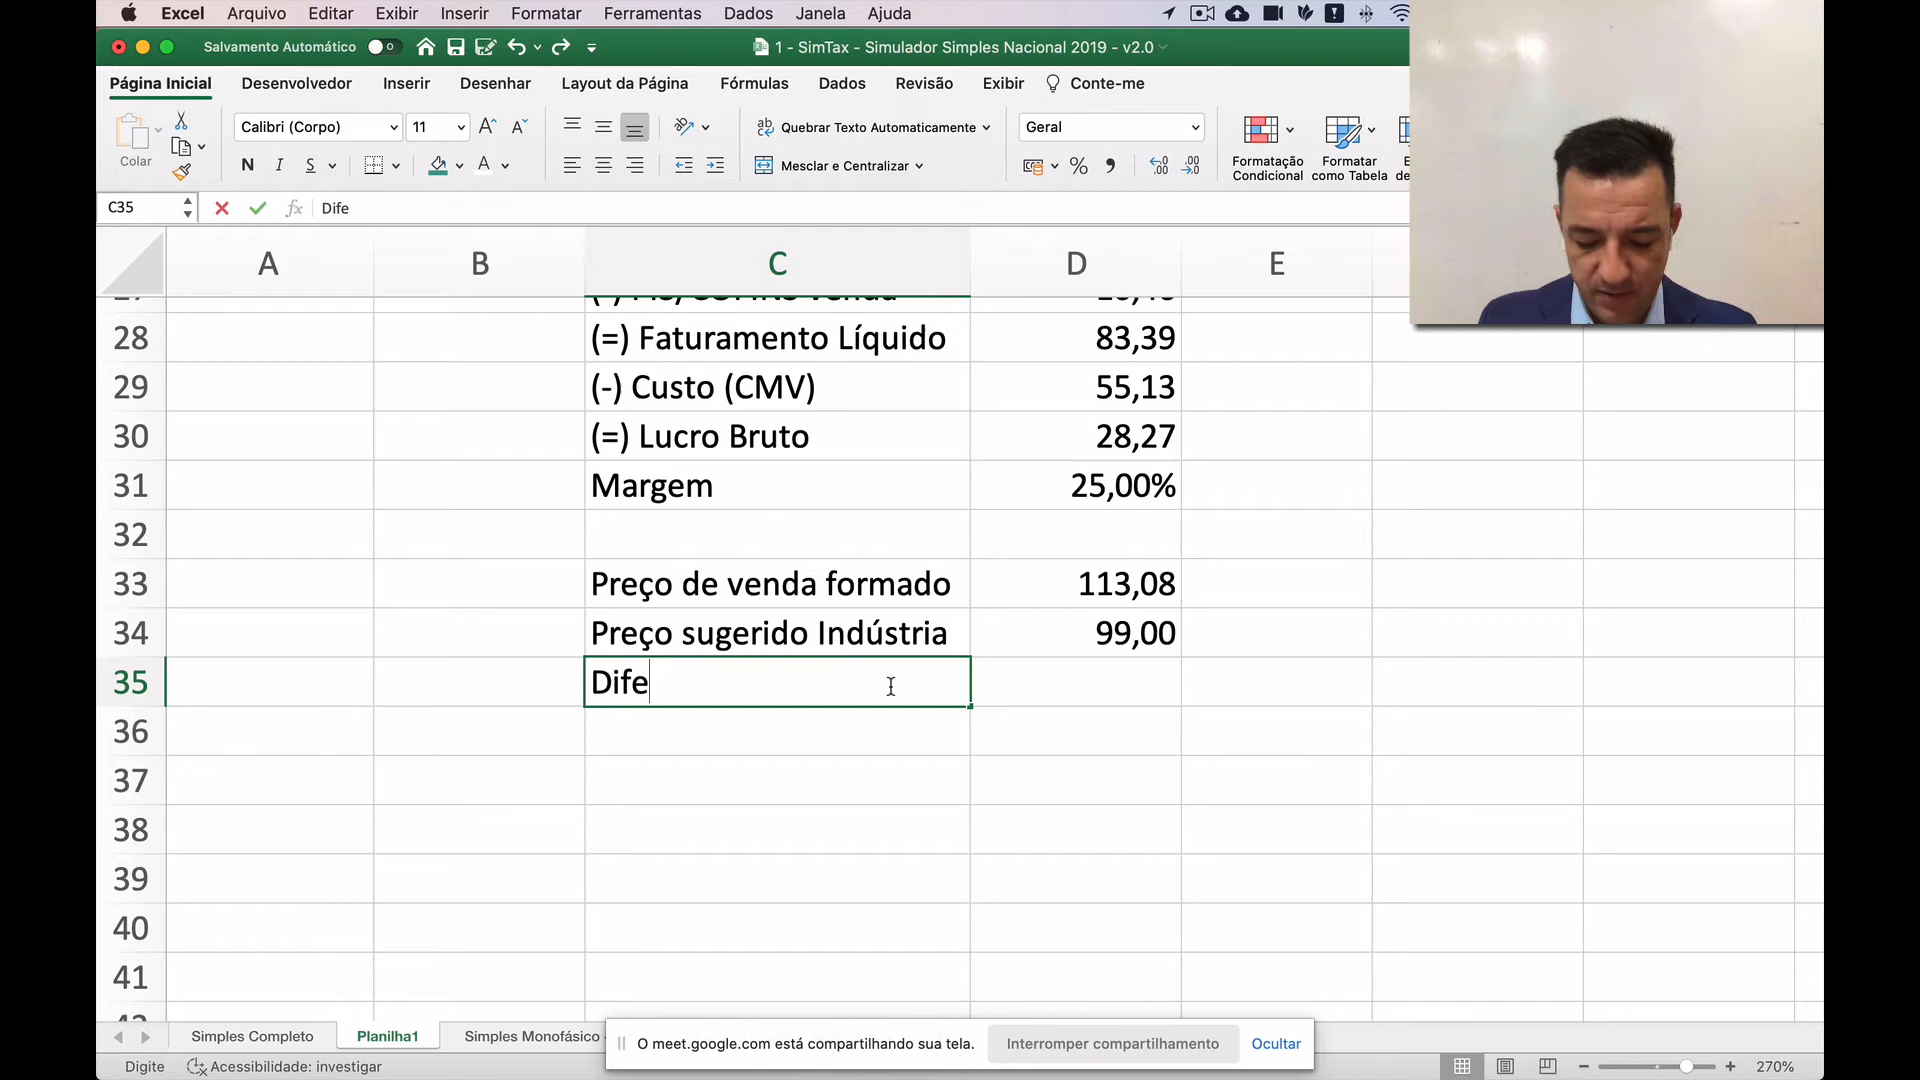 Excel Arquivo Editar Exibir Inserir Formatar Ferramentas Dados Janela Ajuda
Salvamento Automático 1 - SimTax - Simulador Simples Nacional 2019 - v2.0
Página Inicial Desenvolvedor Inserir Desenhar Layout da Página Fórmulas Dados Revisão Exibir Conte-me
Calibri (Corpo) 11 Quebrar Texto Automaticamente Geral
Colar N I S A Mesclar e Centralizar % Formatação Condicional Formatar como Tabela
C35 fx Dife
A B C D E
28 (=) Faturamento Líquido 83,39
29 (-) Custo (CMV) 55,13
30 (=) Lucro Bruto 28,27
31 Margem 25,00%
32
33 Preço de venda formado 113,08
34 Preço sugerido Indústria 99,00
35 Dife
36
37
38
39
40
41
Simples Completo Planilha1 Simples Monofásico
O meet.google.com está compartilhando sua tela. Interromper compartilhamento Ocultar
Digite Acessibilidade: investigar 270%